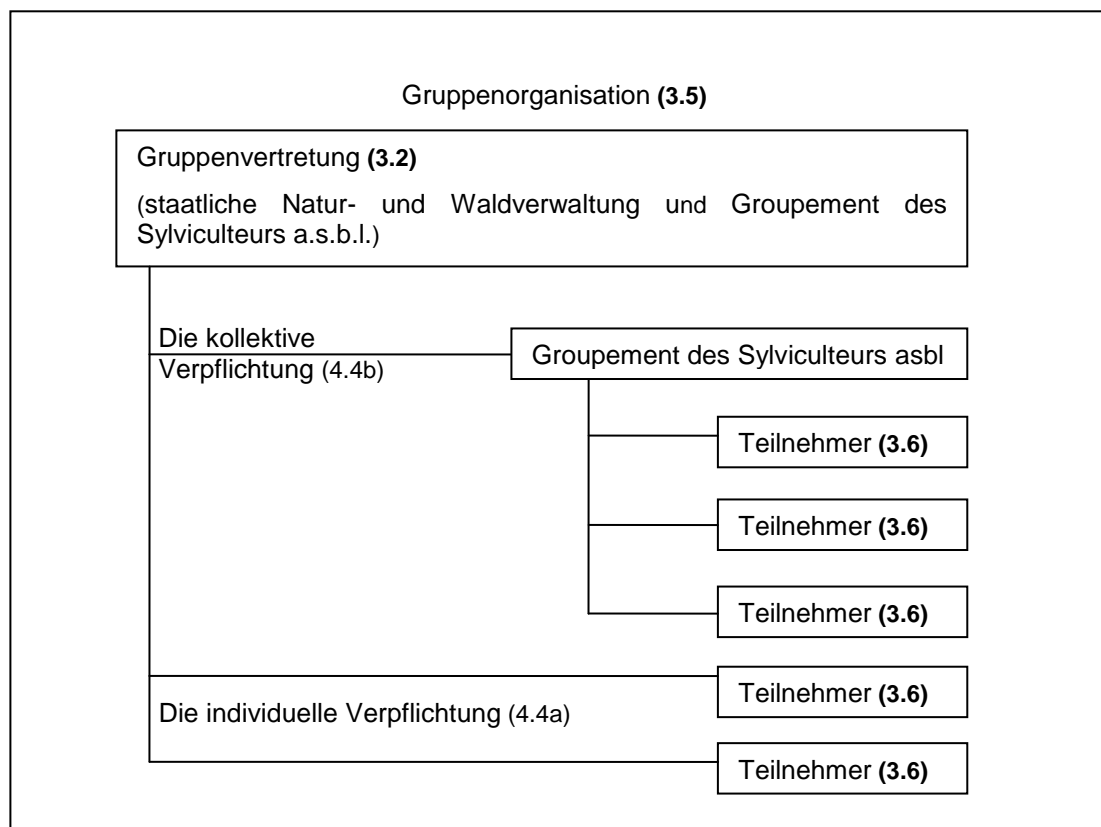 Gruppenorganisation (3.5)
Gruppenvertretung (3.2)
(staatliche Natur- und Waldverwaltung und Groupement des
Sylviculteurs a.s.b.l.)
Die kollektive
Verpflichtung (4.4b)
Groupement des Sylviculteurs asbl
Teilnehmer (3.6)
Teilnehmer (3.6)
Teilnehmer (3.6)
Teilnehmer (3.6)
Die individuelle Verpflichtung (4.4a)
Teilnehmer (3.6)